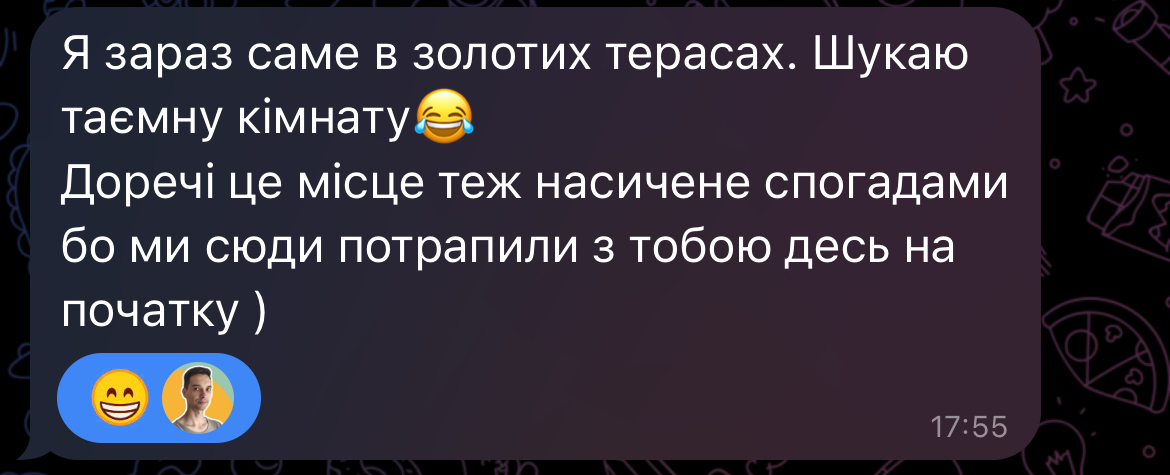 Я зараз саме в золотих терасах. Шукаю
таємну кімнату😂
Доречі це місце теж насичене спогадами
бо ми сюди потрапили з тобою десь на
початку )
17:55